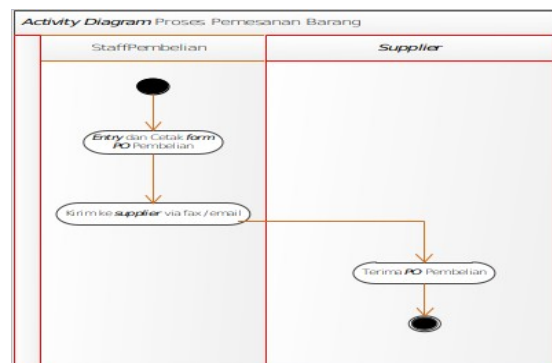 Activity Diagram Proses Pemesanan Barang
StaffPembelian
Supplier
Entry dan Cetak form
PO Pembelian
Kirim ke supplier via fax / email
Terima PO Pembelian